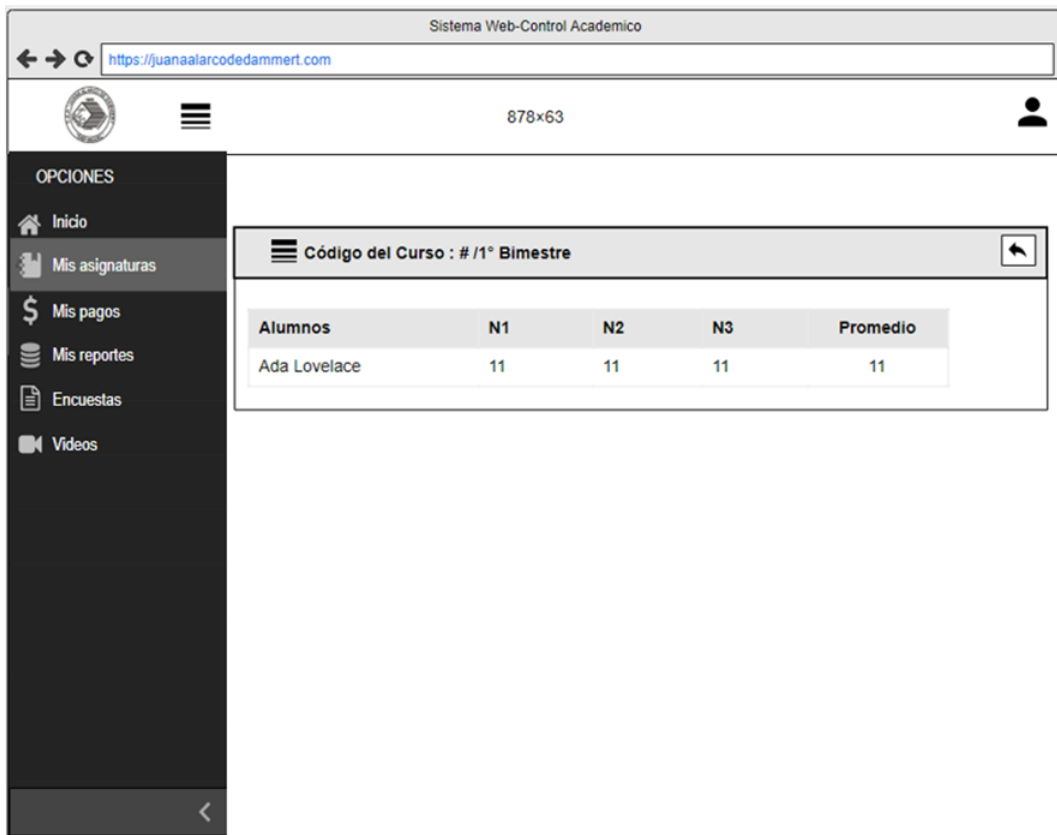 Sistema Web-Control Academico
https://juanaalarcodedammert.com
878×63
OPCIONES
Inicio
Mis asignaturas
Mis pagos
Mis reportes
Encuestas
Videos
Código del Curso : # /1° Bimestre
Alumnos N1 N2 N3 Promedio
Ada Lovelace 11 11 11 11